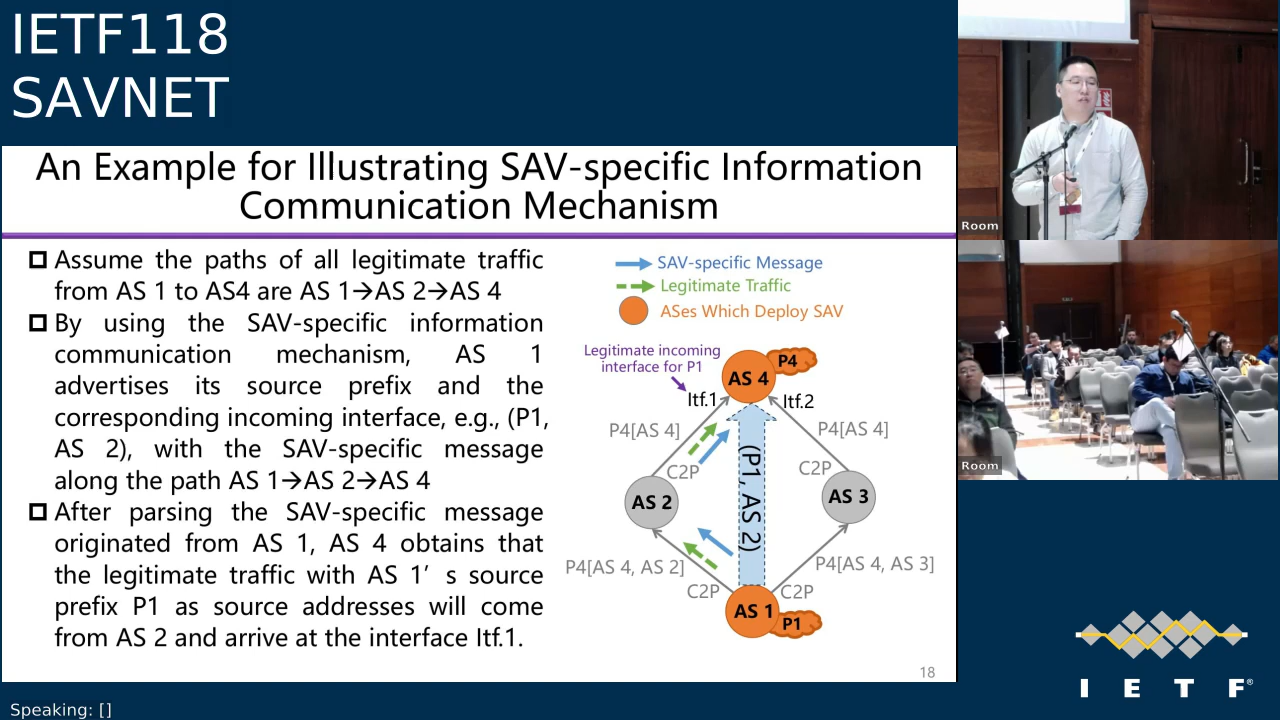 IETF118
SAVNET
An Example for Illustrating SAV-specific Information
Communication Mechanism
Assume the paths of all legitimate traffic
from AS 1 to AS4 are AS 1→AS 2→AS 4
By using the SAV-specific information
communication mechanism, AS 1
advertises its source prefix and the
corresponding incoming interface, e.g., (P1,
AS 2), with the SAV-specific message
along the path AS 1→AS 2→AS 4
After parsing the SAV-specific message
originated from AS 1, AS 4 obtains that
the legitimate traffic with AS 1' s source
prefix P1 as source addresses will come
from AS 2 and arrive at the interface Itf.1.
SAV-specific Message
Legitimate Traffic
ASes Which Deploy SAV
Legitimate incoming
interface for P1
AS 4
P4
Itf.1
Itf.2
P4[AS 4]
P4[AS 4]
C2P
C2P
(P1, AS 2)
AS 2
AS 3
P4[AS 4, AS 2]
P4[AS 4, AS 3]
C2P
C2P
AS 1
P1
18
Room
Room
I E T F®
Speaking: []